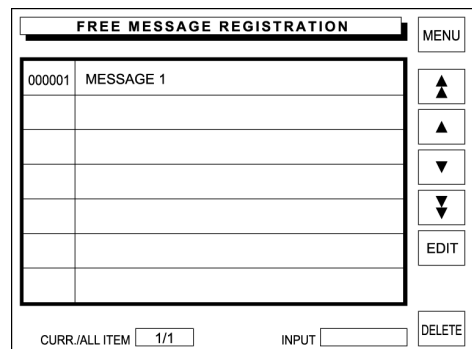 FREE MESSAGE REGISTRATION
MENU
000001 MESSAGE 1
EDIT
CURR./ALL ITEM 1/1 INPUT
DELETE